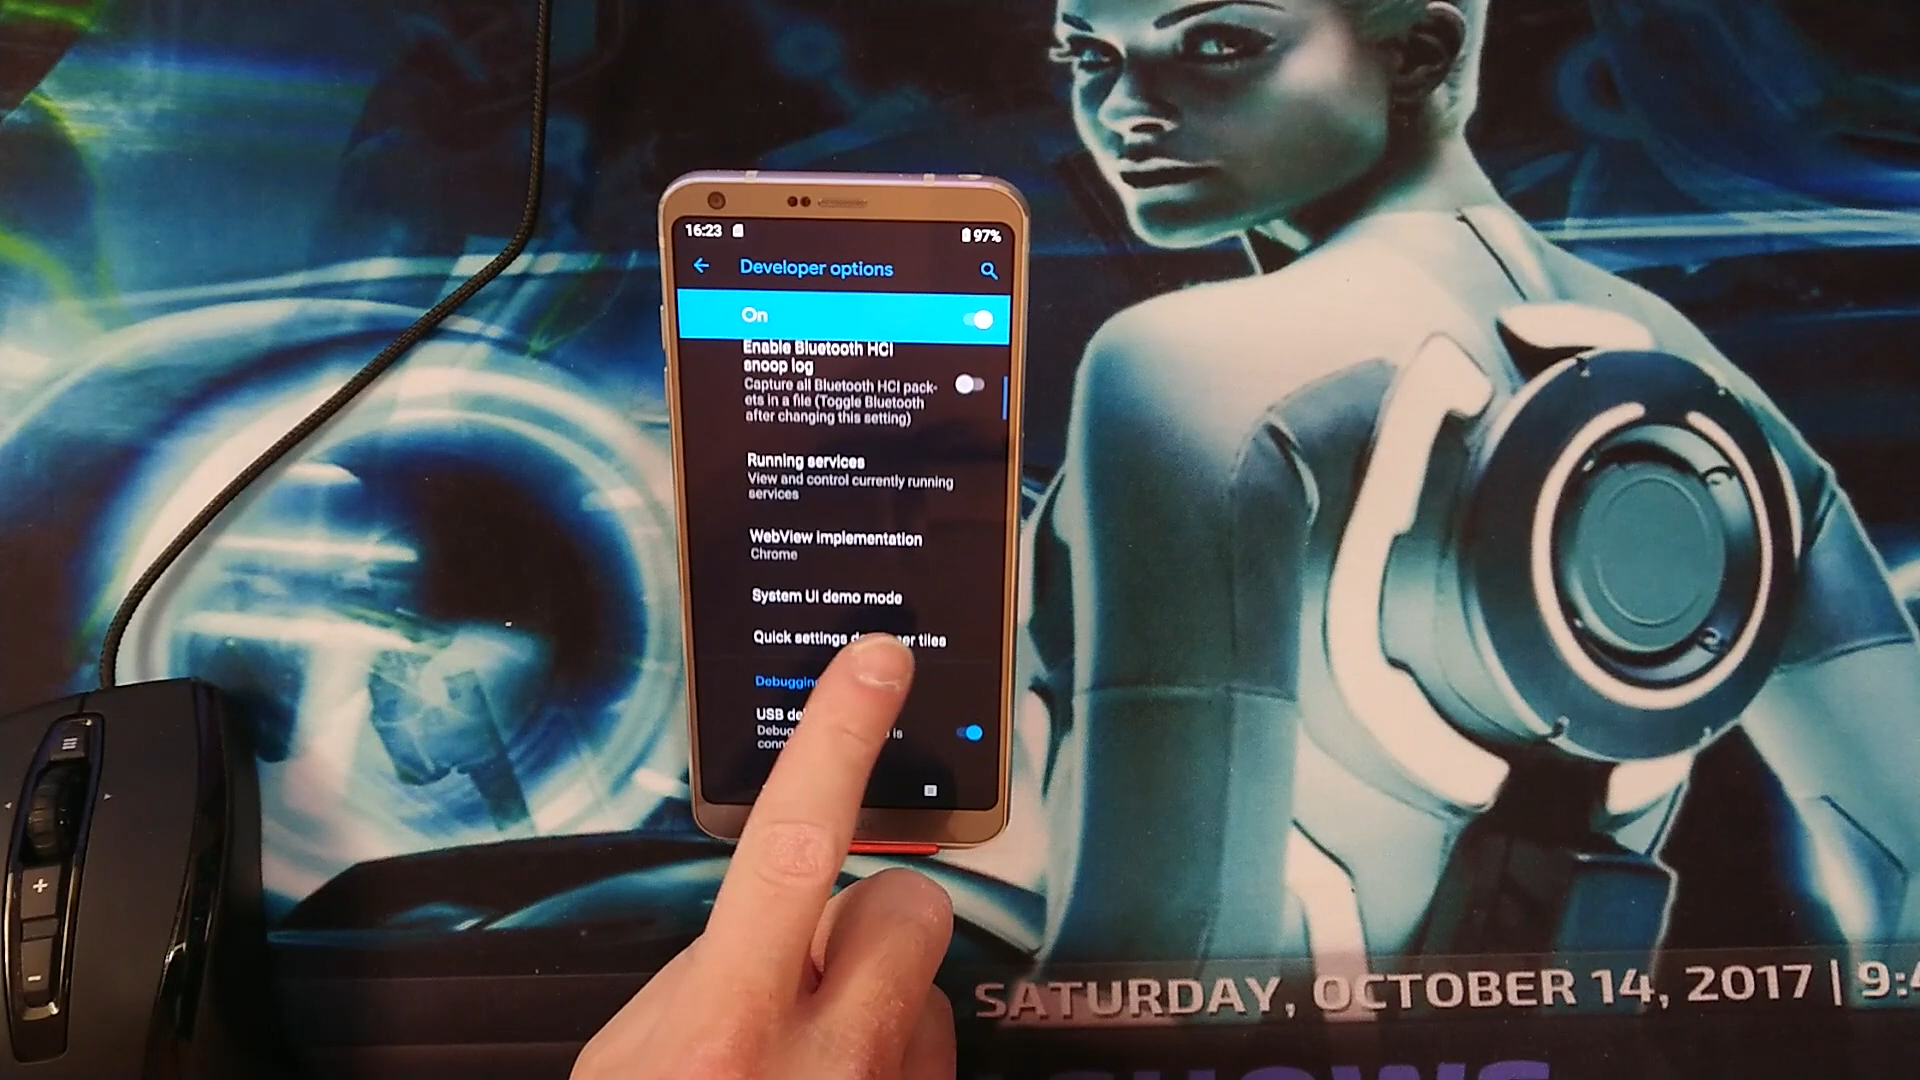 16:23
97%
Developer options
On
Enable Bluetooth HCI
snoop log
Capture all Bluetooth HCI pack-
ets in a file (Toggle Bluetooth
after changing this setting)
Running services
View and control currently running
services
WebView implementation
Chrome
System UI demo mode
Quick settings tiles
USB
is
SATURDAY, OCTOBER 14, 2017 |